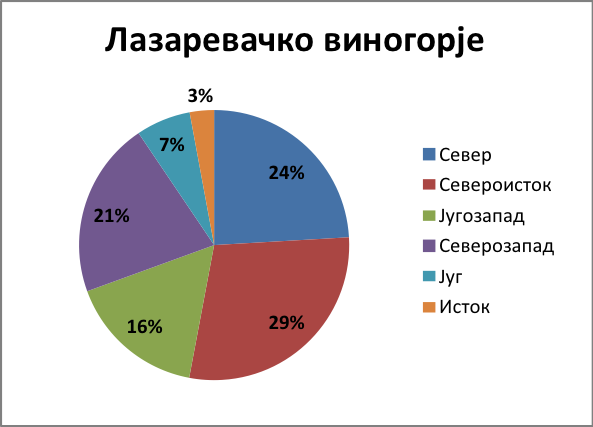 Лазаревачко виногорје
3%
7%
24%
21%
16%
29%
Север
Североисток
Југозапад
Северозапад
Југ
Исток